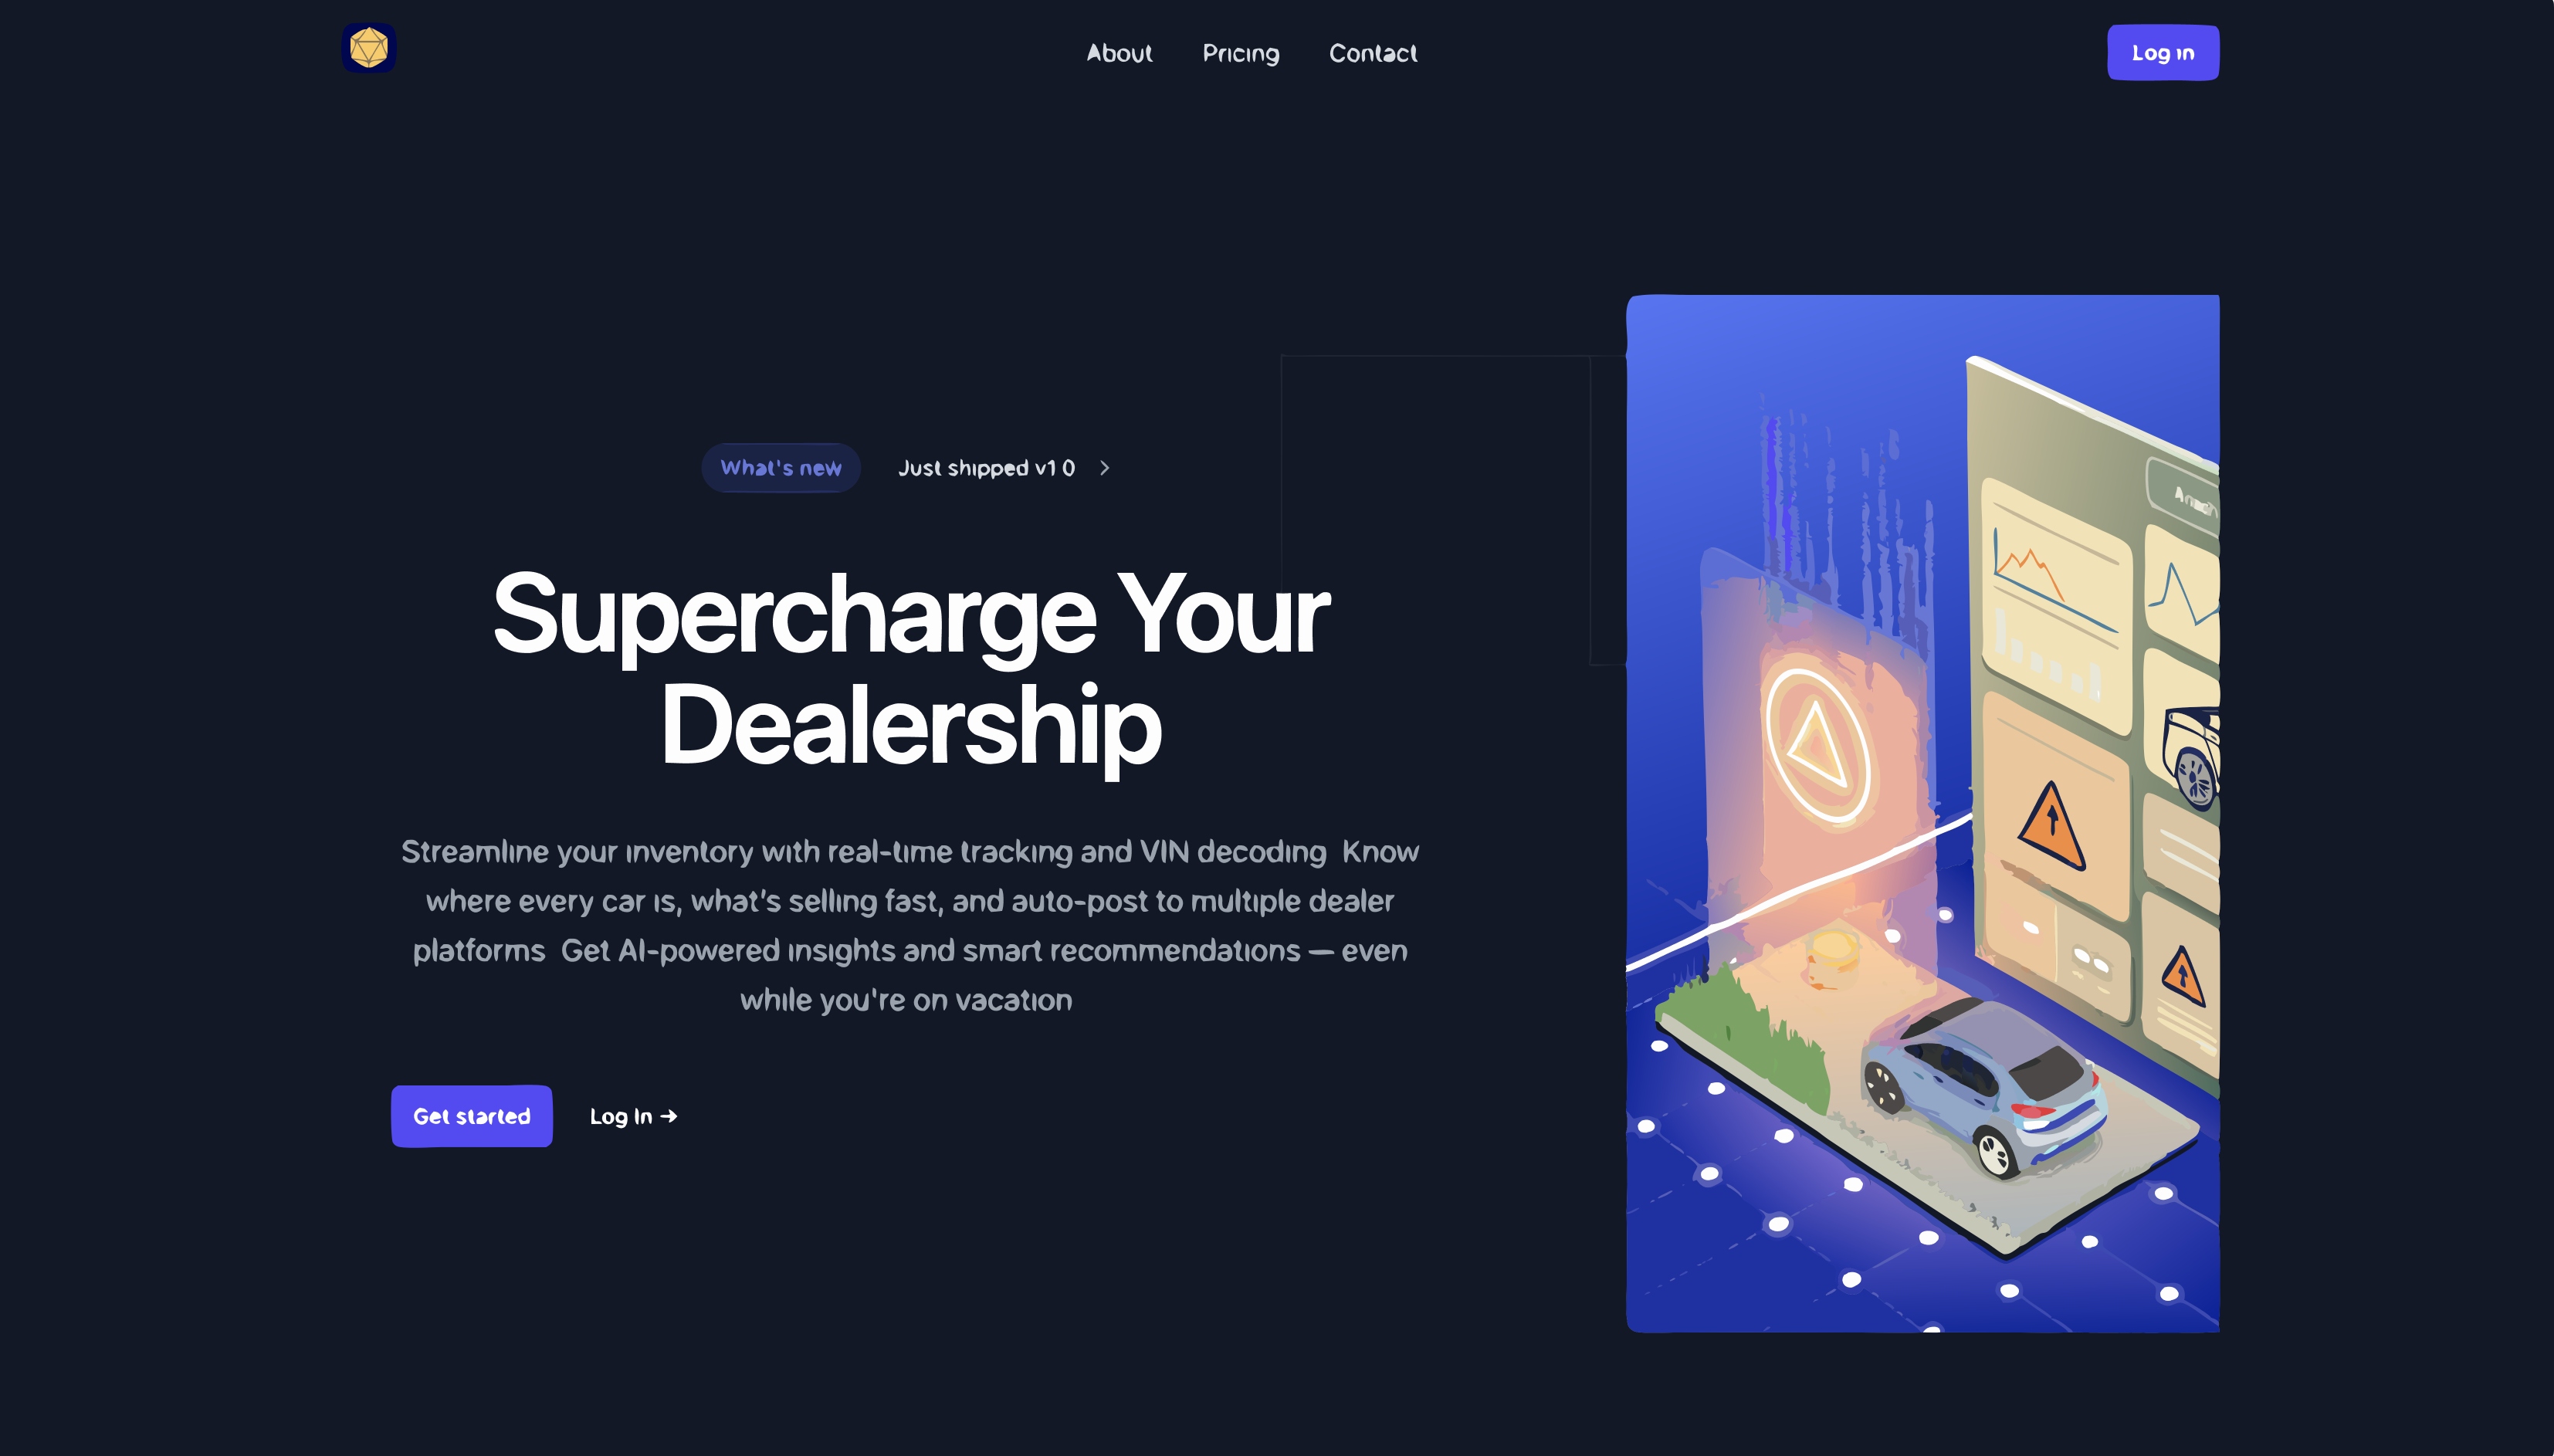 About Pricing Contact Log in
What's new Just shipped v1 0
Supercharge Your
Dealership
Streamline your inventory with real-time tracking and VIN decoding Know
where every car is, what's selling fast, and auto-post to multiple dealer
platforms Get AI-powered insights and smart recommendations — even
while you're on vacation
Get started Log In →